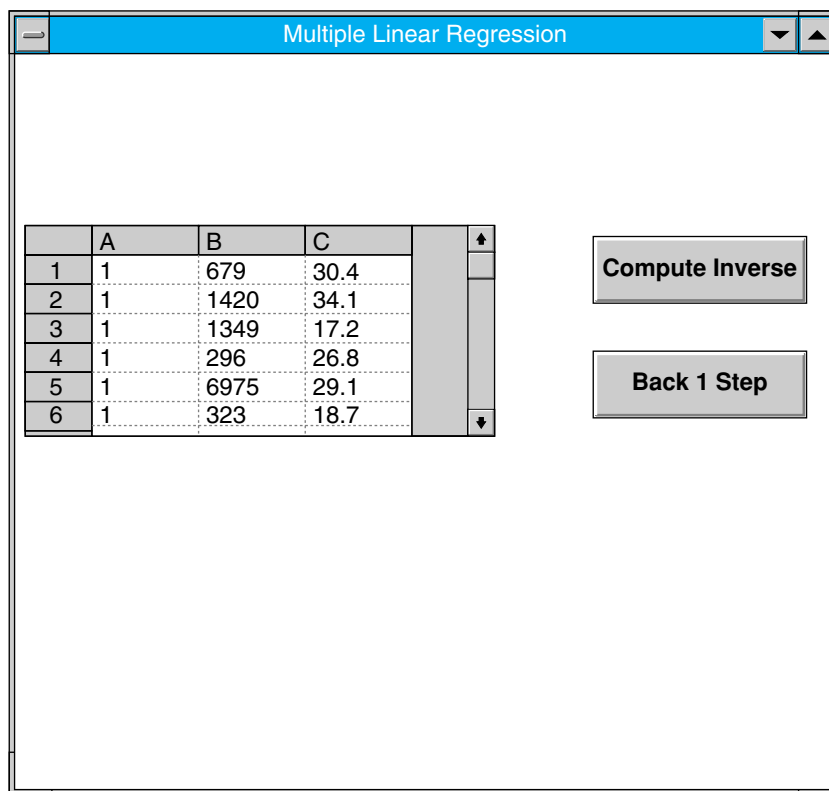 Multiple Linear Regression
A B C
1 1 679 30.4
2 1 1420 34.1
3 1 1349 17.2
4 1 296 26.8
5 1 6975 29.1
6 1 323 18.7
Compute Inverse
Back 1 Step